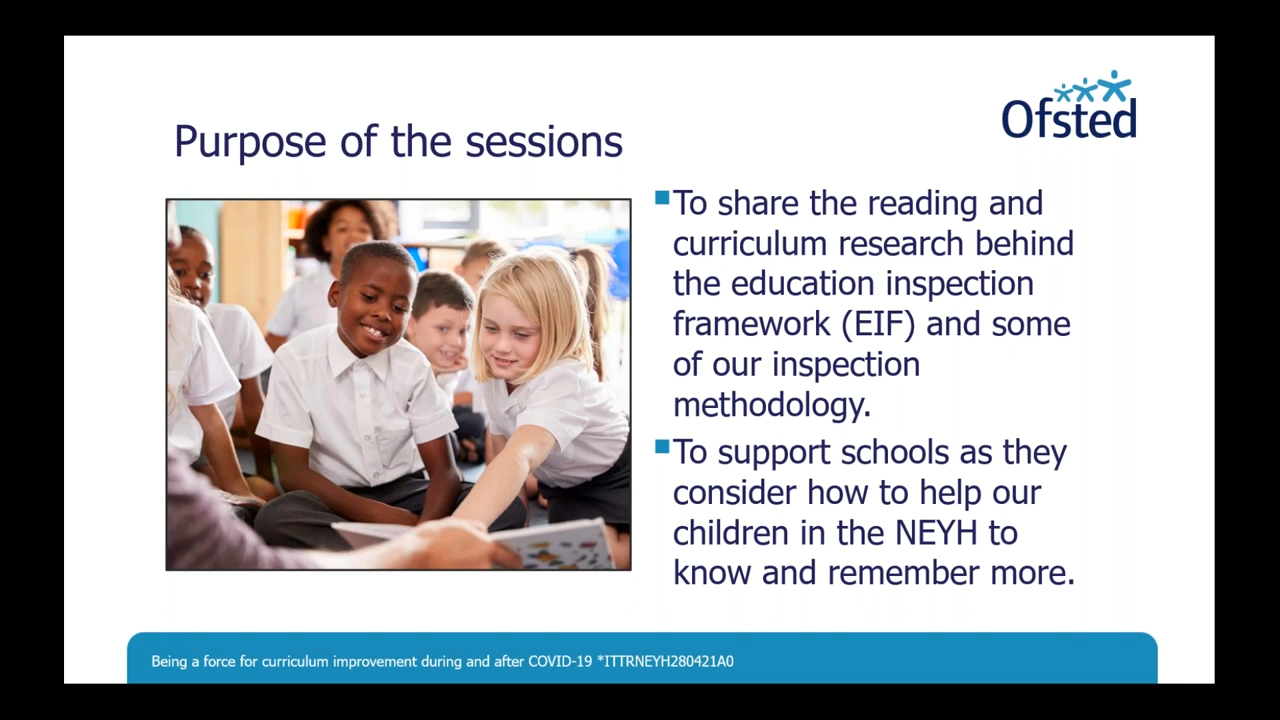 Ofsted
Purpose of the sessions
To share the reading and
curriculum research behind
the education inspection
framework (EIF) and some
of our inspection
methodology.
To support schools as they
consider how to help our
children in the NEYH to
know and remember more.
Being a force for curriculum improvement during and after COVID-19 *ITTRNEYH280421A0